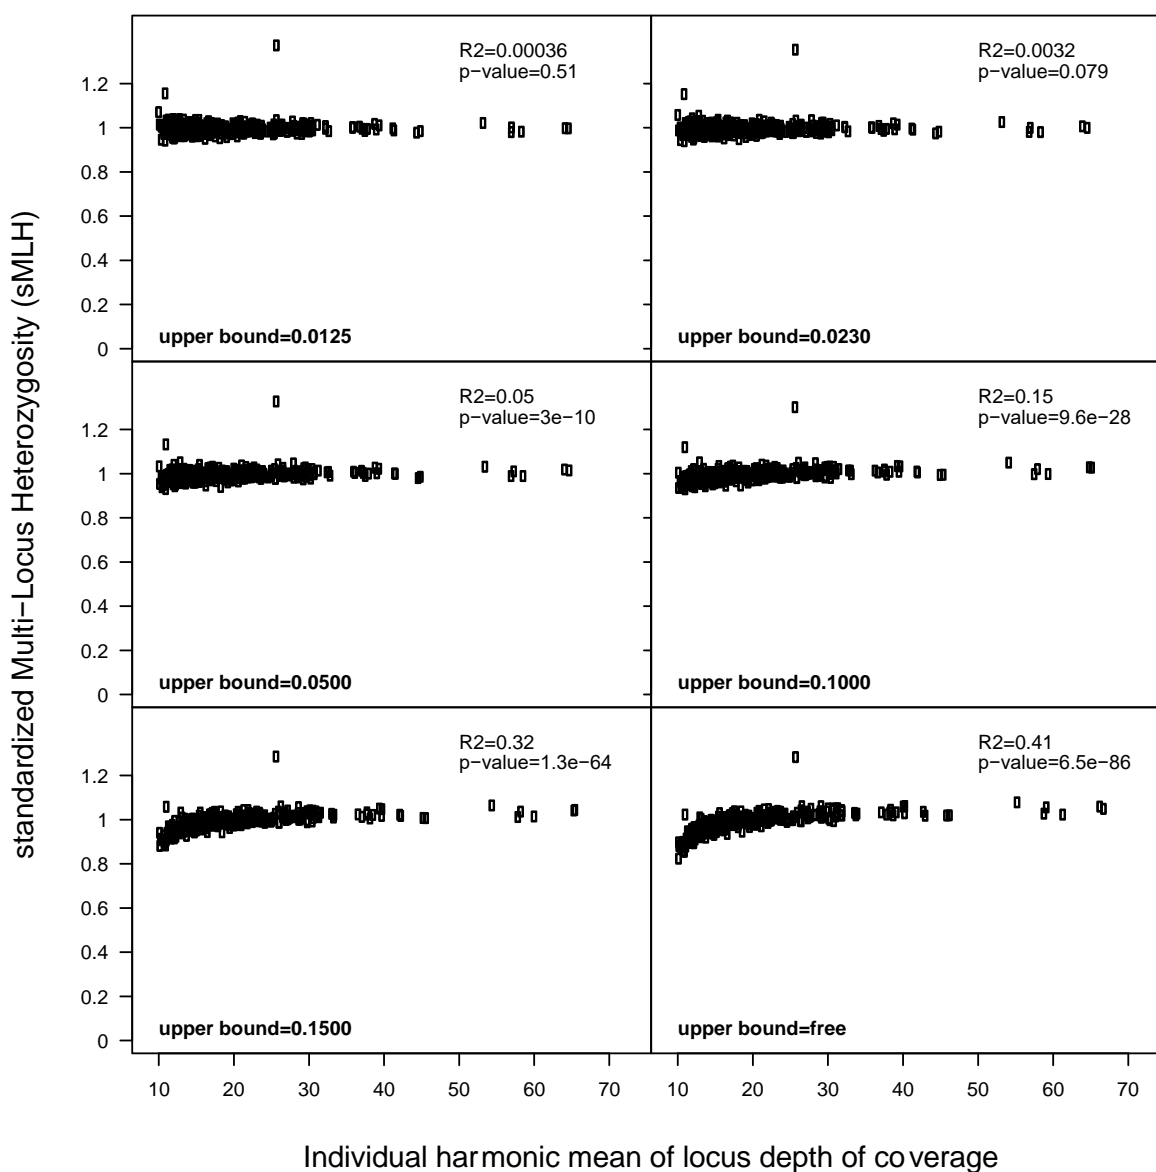 R2=0.00036
p−value=0.51
R2=0.0032
p−value=0.079
1.2
1
0.8
0.6
0.4
0.2
0
upper bound=0.0125
upper bound=0.0230
R2=0.05
p−value=3e−10
R2=0.15
p−value=9.6e−28
1.2
1
0.8
0.6
0.4
0.2
0
upper bound=0.0500
upper bound=0.1000
R2=0.32
p−value=1.3e−64
R2=0.41
p−value=6.5e−86
1.2
1
0.8
0.6
0.4
0.2
0
upper bound=0.1500
upper bound=free
10 20 30 40 50 60 70
10 20 30 40 50 60 70
standardized Multi−Locus Heterozygosity (sMLH)
Individual harmonic mean of locus depth of coverage